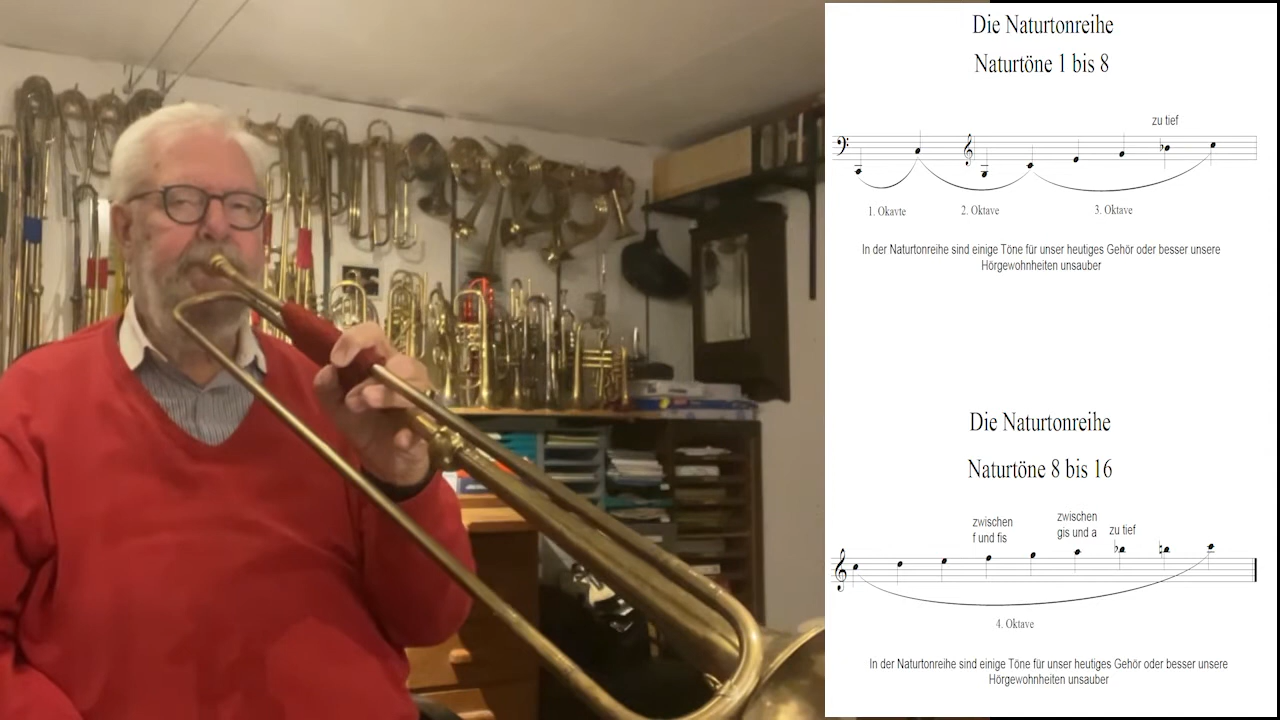 Die Naturtonreihe
Naturtöne 1 bis 8
zu tief
1. Okavte
2. Oktave
3. Oktave
In der Naturtonreihe sind einige Töne für unser heutiges Gehör oder besser unsere
Hörgewohnheiten unsauber
Die Naturtonreihe
Naturtöne 8 bis 16
zwischen
f und fis
zwischen
gis und a
zu tief
4. Oktave
In der Naturtonreihe sind einige Töne für unser heutiges Gehör oder besser unsere
Hörgewohnheiten unsauber